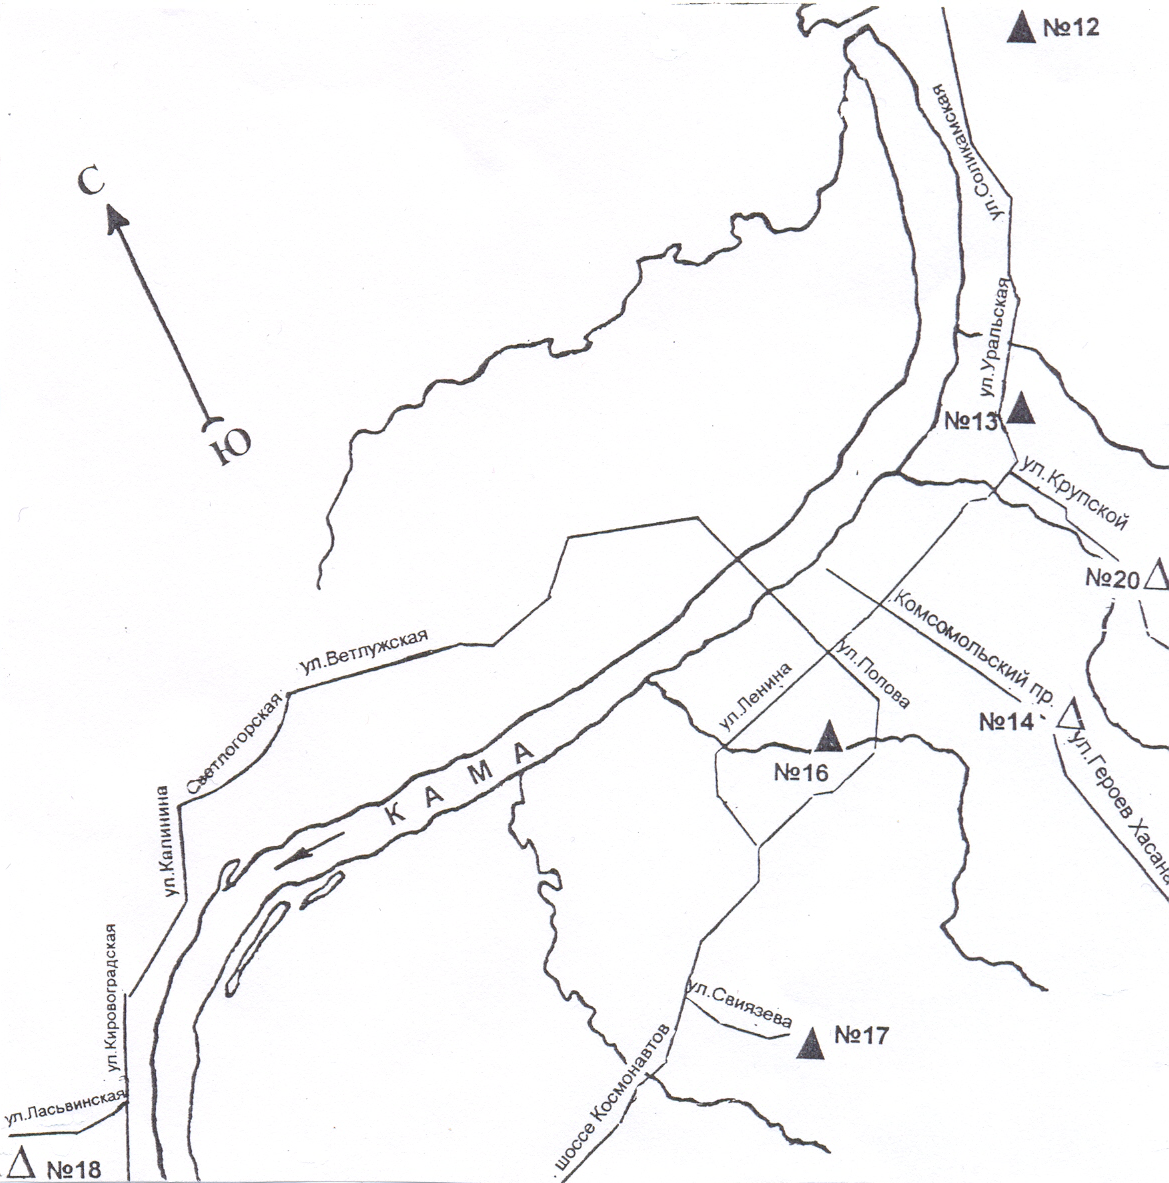 №12
ул.Соликамская
С
Ю
ул.Уральская
№13
ул.Крупской
№20
Комсомольский пр.
ул.Ветлужская
ул.Попова
ул.Ленина
№14
Светлогорская
№16
ул.Героев Хасана
КАМА
ул.Калинина
ул.Кировоградская
ул.Свиязева
№17
шоссе Космонавтов
ул.Ласьвинская
№18